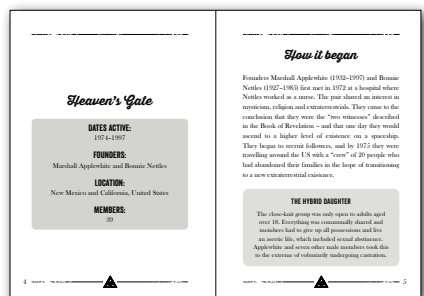 Heaven's Gate
DATES ACTIVE:
1974–1997
FOUNDERS:
Marshall Applewhite and Bonnie Nettles
LOCATION:
New Mexico and California, United States
MEMBERS:
39
4
How it began
Founders Marshall Applewhite (1932–1997) and Bonnie
Nettles (1927–1985) first met in 1972 at a hospital where
Nettles worked as a nurse. The pair shared an interest in
mysticism, religion and extraterrestrials. They came to the
conclusion that they were the "two witnesses" described
in the Book of Revelation – and that one day they would
ascend to a higher level of existence on a spaceship.
They began to recruit followers, and by 1975 they were
travelling around the US with a "crew" of 20 people who
had abandoned their families in the hope of transitioning
to a new extraterrestrial existence.
THE HYBRID DAUGHTER
The close-knit group was only open to adults aged
over 18. Everything was communally shared and
members had to give up all possessions and live
an ascetic life, which included sexual abstinence.
Applewhite and seven other male members took this
to the extreme of voluntarily undergoing castration.
5